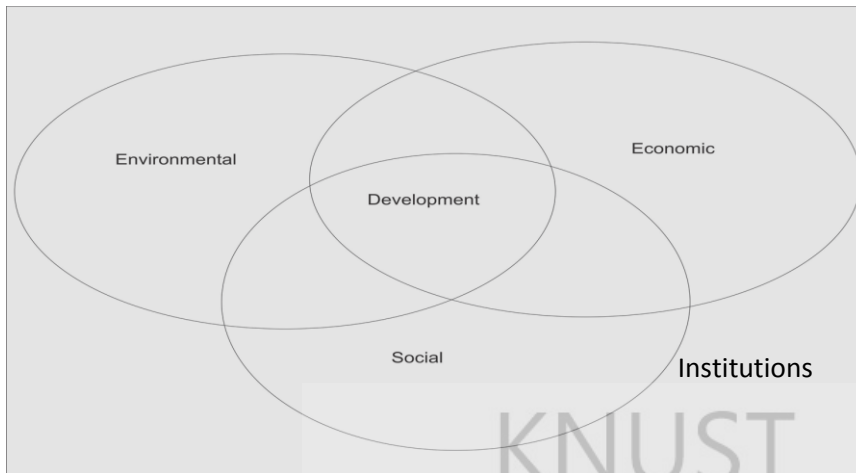 Economic
Environmental
Development
Social
Institutions
KNUST